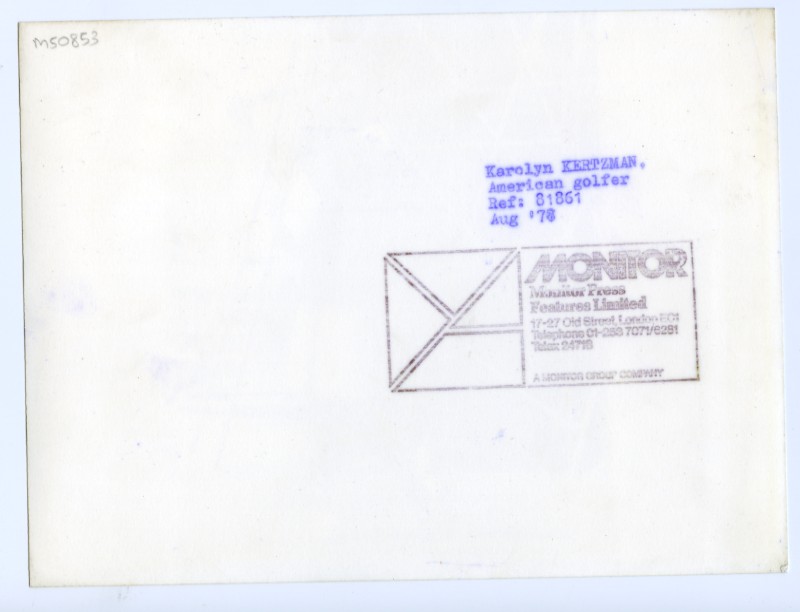 M50853
Karolyn KERTZMAN,
American golfer
Ref: 81861
Aug '78
MONITOR
Monitor Press
Features Limited
17-27 Old Street, London EC1
Telephone 01-253 7071/6281
Telex 24718
A MONITOR GROUP COMPANY